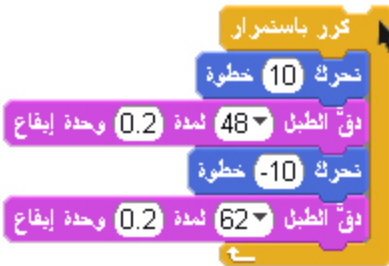 كرر باستمرار
تحرك 10 خطوة
دقّ الطبل 48 لمدة 0.2 وحدة إيقاع
تحرك -10 خطوة
دقّ الطبل 62 لمدة 0.2 وحدة إيقاع